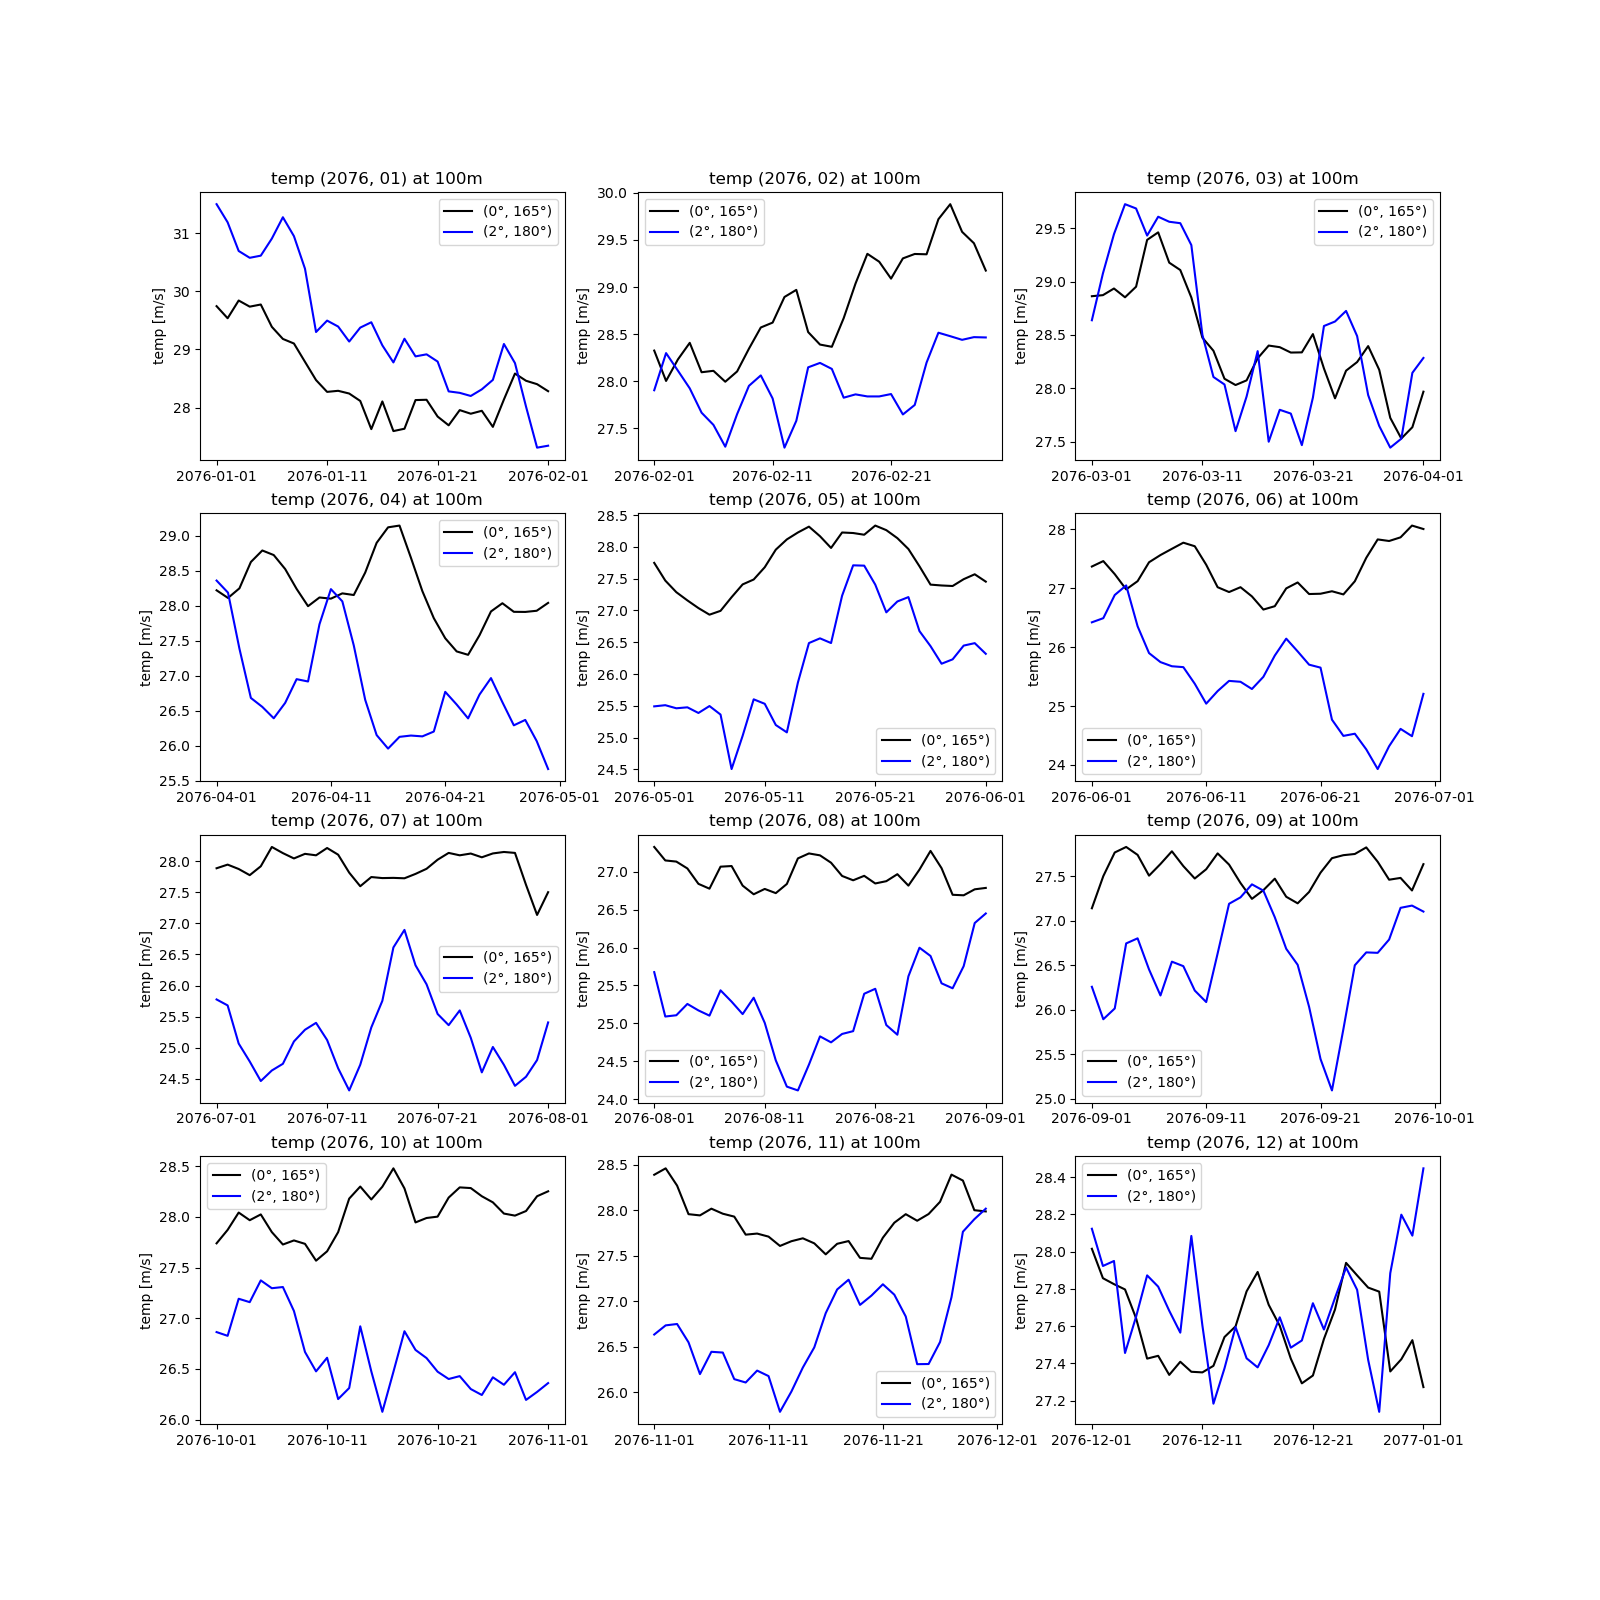 temp (2076, 01) at 100m
temp [m/s]
31
30
29
28
(0°, 165°)
(2°, 180°)
2076-01-01 2076-01-11 2076-01-21 2076-02-01
temp (2076, 02) at 100m
temp [m/s]
30.0
29.5
29.0
28.5
28.0
27.5
(0°, 165°)
(2°, 180°)
2076-02-01 2076-02-11 2076-02-21
temp (2076, 03) at 100m
temp [m/s]
29.5
29.0
28.5
28.0
27.5
(0°, 165°)
(2°, 180°)
2076-03-01 2076-03-11 2076-03-21 2076-04-01
temp (2076, 04) at 100m
temp [m/s]
29.0
28.5
28.0
27.5
27.0
26.5
26.0
25.5
(0°, 165°)
(2°, 180°)
2076-04-01 2076-04-11 2076-04-21 2076-05-01
temp (2076, 05) at 100m
temp [m/s]
28.5
28.0
27.5
27.0
26.5
26.0
25.5
25.0
24.5
(0°, 165°)
(2°, 180°)
2076-05-01 2076-05-11 2076-05-21 2076-06-01
temp (2076, 06) at 100m
temp [m/s]
28
27
26
25
24
(0°, 165°)
(2°, 180°)
2076-06-01 2076-06-11 2076-06-21 2076-07-01
temp (2076, 07) at 100m
temp [m/s]
28.0
27.5
27.0
26.5
26.0
25.5
25.0
24.5
(0°, 165°)
(2°, 180°)
2076-07-01 2076-07-11 2076-07-21 2076-08-01
temp (2076, 08) at 100m
temp [m/s]
27.0
26.5
26.0
25.5
25.0
24.5
24.0
(0°, 165°)
(2°, 180°)
2076-08-01 2076-08-11 2076-08-21 2076-09-01
temp (2076, 09) at 100m
temp [m/s]
27.5
27.0
26.5
26.0
25.5
25.0
(0°, 165°)
(2°, 180°)
2076-09-01 2076-09-11 2076-09-21 2076-10-01
temp (2076, 10) at 100m
temp [m/s]
28.5
28.0
27.5
27.0
26.5
26.0
(0°, 165°)
(2°, 180°)
2076-10-01 2076-10-11 2076-10-21 2076-11-01
temp (2076, 11) at 100m
temp [m/s]
28.5
28.0
27.5
27.0
26.5
26.0
(0°, 165°)
(2°, 180°)
2076-11-01 2076-11-11 2076-11-21 2076-12-01
temp (2076, 12) at 100m
temp [m/s]
28.4
28.2
28.0
27.8
27.6
27.4
27.2
(0°, 165°)
(2°, 180°)
2076-12-01 2076-12-11 2076-12-21 2077-01-01